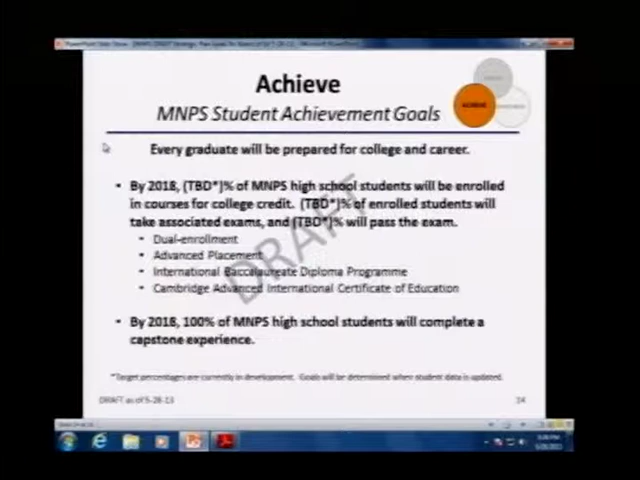 Achieve
MNPS Student Achievement Goals
ACHIEVE
Every graduate will be prepared for college and career.
• By 2018, (TBD*)% of MNPS high school students will be enrolled
in courses for college credit. (TBD*)% of enrolled students will
take associated exams, and (TBD*)% will pass the exam.
• Dual-enrollment
• Advanced Placement
• International Baccalaureate Diploma Programme
• Cambridge Advanced International Certificate of Education
DRAFT
• By 2018, 100% of MNPS high school students will complete a
capstone experience.
*Target percentages are currently in development. Goals will be determined when student data is updated.
DRAFT as of 5-28-13